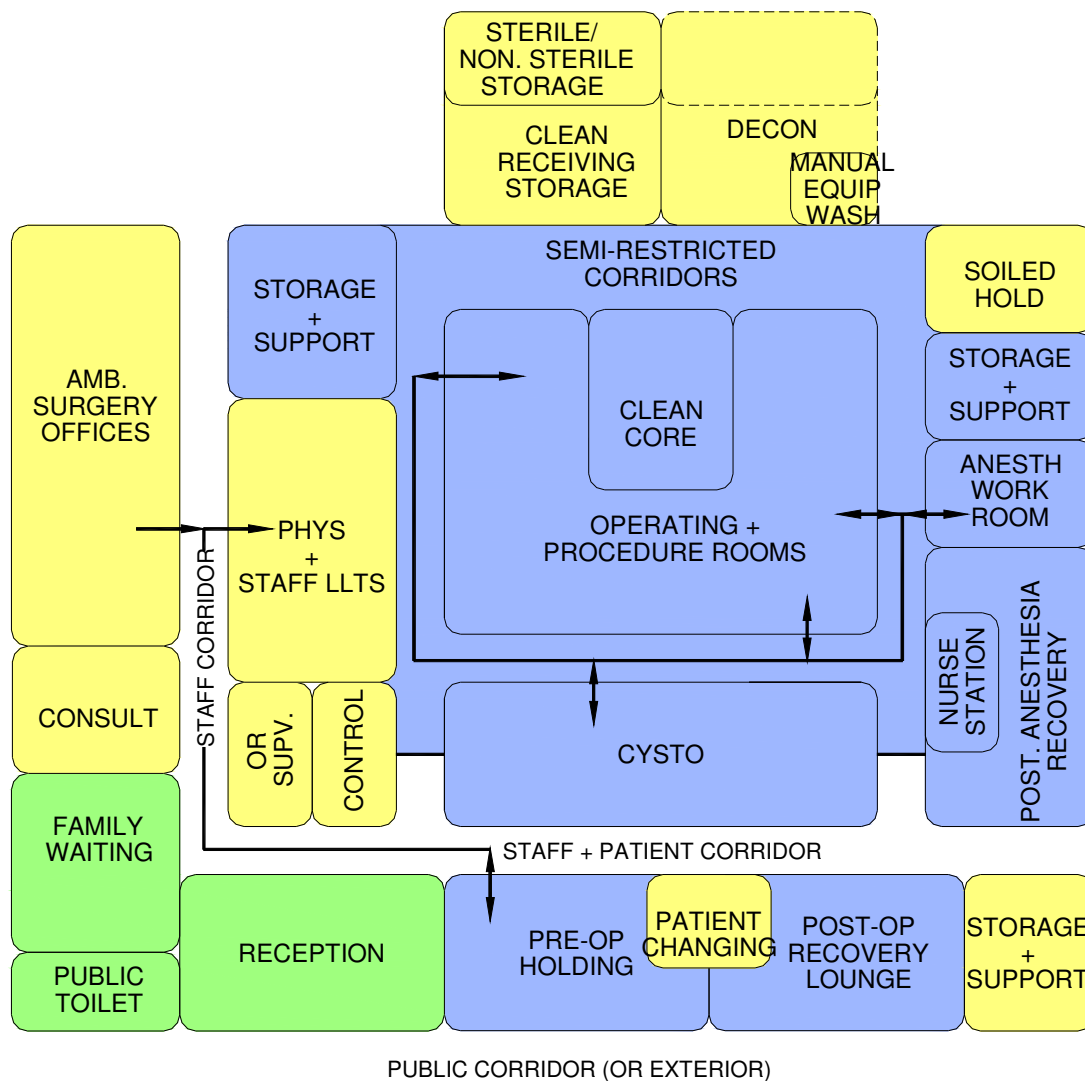 STERILE/
NON. STERILE
STORAGE
CLEAN
RECEIVING
STORAGE
DECON
MANUAL
EQUIP
WASH
SEMI-RESTRICTED
CORRIDORS
STORAGE
+
SUPPORT
SOILED
HOLD
AMB.
SURGERY
OFFICES
CLEAN
CORE
STORAGE
+
SUPPORT
ANESTH
WORK
ROOM
PHYS
+
STAFF LLTS
OPERATING +
PROCEDURE ROOMS
STAFF CORRIDOR
CONSULT
OR
SUPV.
CONTROL
CYSTO
NURSE
STATION
POST. ANESTHESIA
RECOVERY
FAMILY
WAITING
STAFF + PATIENT CORRIDOR
PUBLIC
TOILET
RECEPTION
PRE-OP
HOLDING
PATIENT
CHANGING
POST-OP
RECOVERY
LOUNGE
STORAGE
+
SUPPORT
PUBLIC CORRIDOR (OR EXTERIOR)